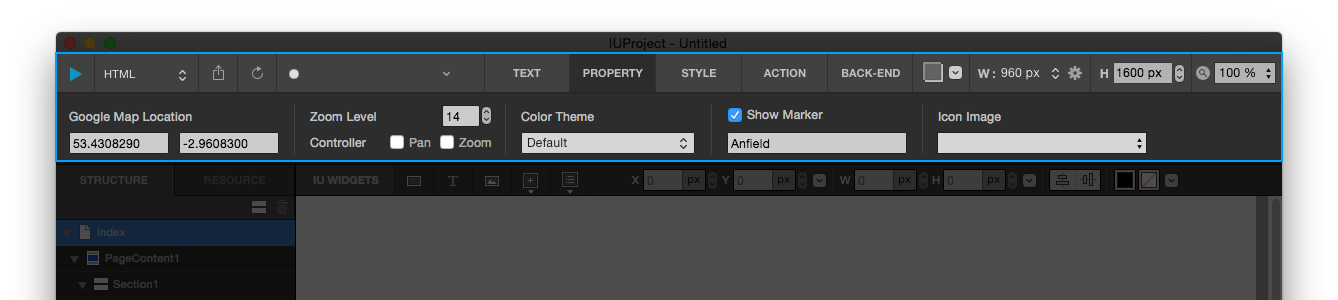 IUProject - Untitled
HTML TEXT PROPERTY STYLE ACTION BACK-END W: 960 px H 1600 px 100 %
Google Map Location Zoom Level 14 Color Theme Show Marker Icon Image
53.4308290 -2.9608300 Controller Pan Zoom Default Anfield
STRUCTURE RESOURCE IU WIDGETS T X 0 px Y 0 px W 0 px H 0 px
Index
PageContent1
Section1